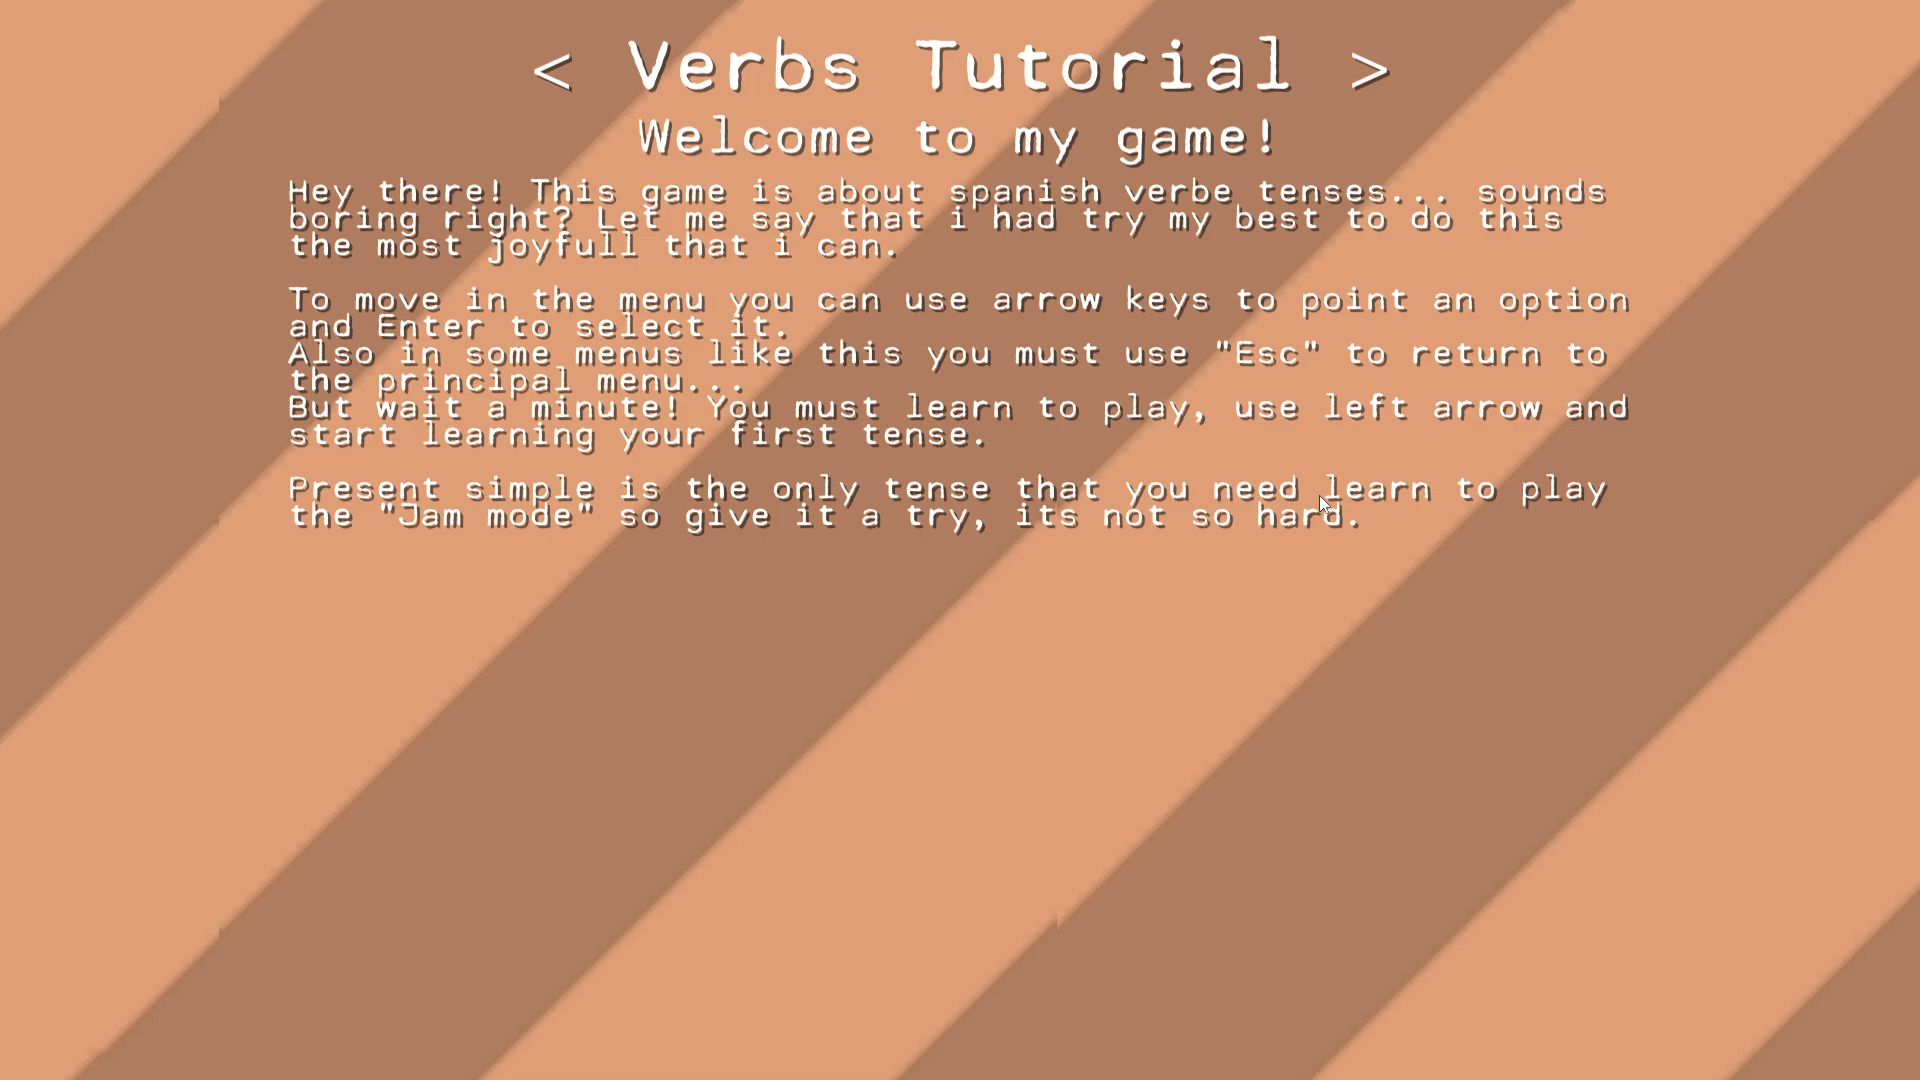 < Verbs Tutorial >
Welcome to my game!
Hey there! This game is about spanish verbe tenses... sounds
boring right? Let me say that i had try my best to do this
the most joyfull that i can.
To move in the menu you can use arrow keys to point an option
and Enter to select it.
Also in some menus like this you must use "Esc" to return to
the principal menu...
But wait a minute! You must learn to play, use left arrow and
start learning your first tense.
Present simple is the only tense that you need learn to play
the "Jam mode" so give it a try, its not so hard.